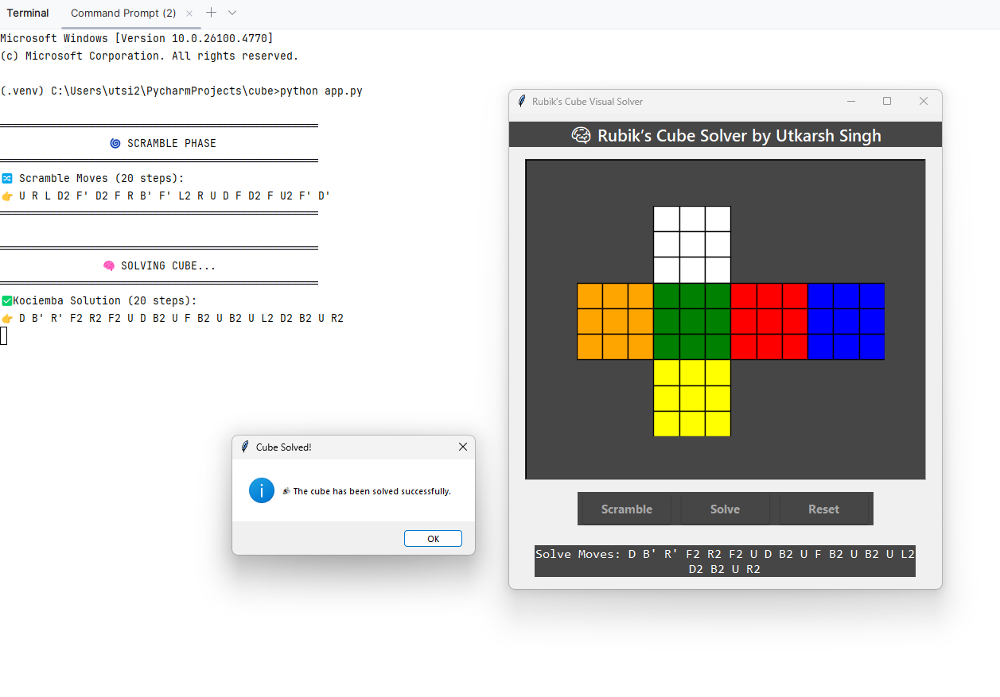 Terminal
Command Prompt (2)
Microsoft Windows [Version 10.0.26100.4770]
(c) Microsoft Corporation. All rights reserved.
(.venv) C:\Users\utsi2\PycharmProjects\cube>python app.py
🌀 SCRAMBLE PHASE
🔀 Scramble Moves (20 steps):
👉 U R L D2 F' D2 F R B' F' L2 R U D F D2 F U2 F' D'
🧠 SOLVING CUBE...
✅Kociemba Solution (20 steps):
👉 D B' R' F2 R2 F2 U D B2 U F B2 U B2 U L2 D2 B2 U R2
Rubik's Cube Visual Solver
🧠 Rubik’s Cube Solver by Utkarsh Singh
Scramble
Solve
Reset
Solve Moves: D B' R' F2 R2 F2 U D B2 U F B2 U B2 U L2
D2 B2 U R2
Cube Solved!
🎉 The cube has been solved successfully.
OK